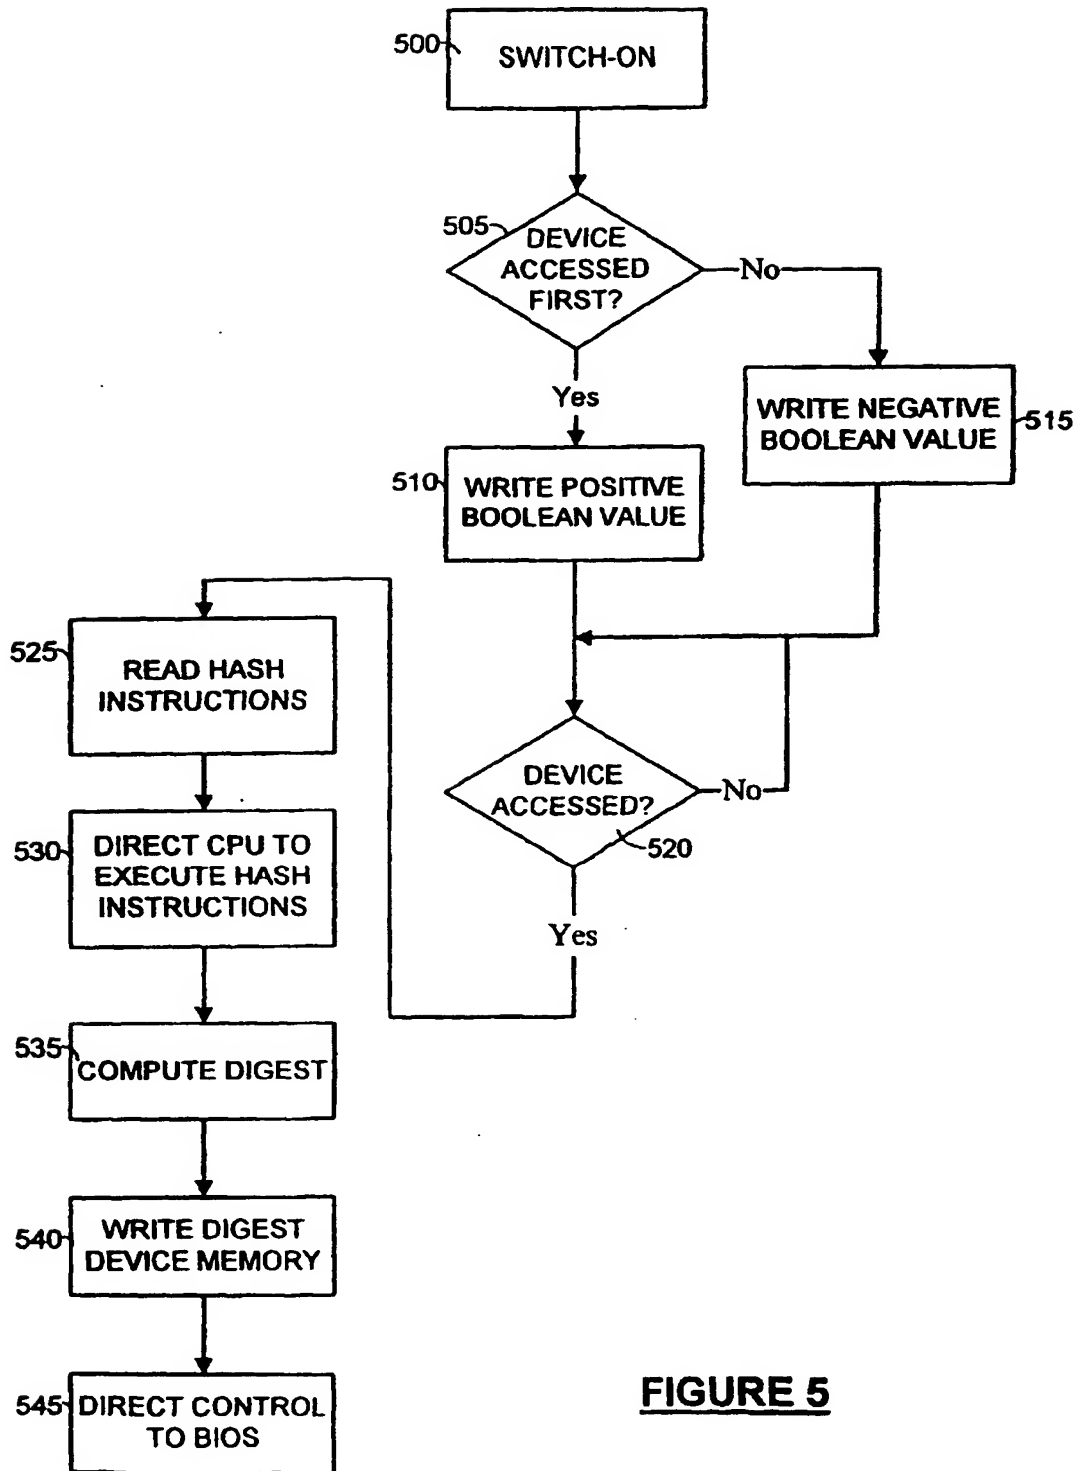 500
SWITCH-ON
505
DEVICE
ACCESSED
FIRST?
No
Yes
WRITE NEGATIVE
BOOLEAN VALUE
515
510
WRITE POSITIVE
BOOLEAN VALUE
525
READ HASH
INSTRUCTIONS
DEVICE
ACCESSED?
No
520
530
DIRECT CPU TO
EXECUTE HASH
INSTRUCTIONS
Yes
535
COMPUTE DIGEST
540
WRITE DIGEST
DEVICE MEMORY
545
DIRECT CONTROL
TO BIOS
FIGURE 5